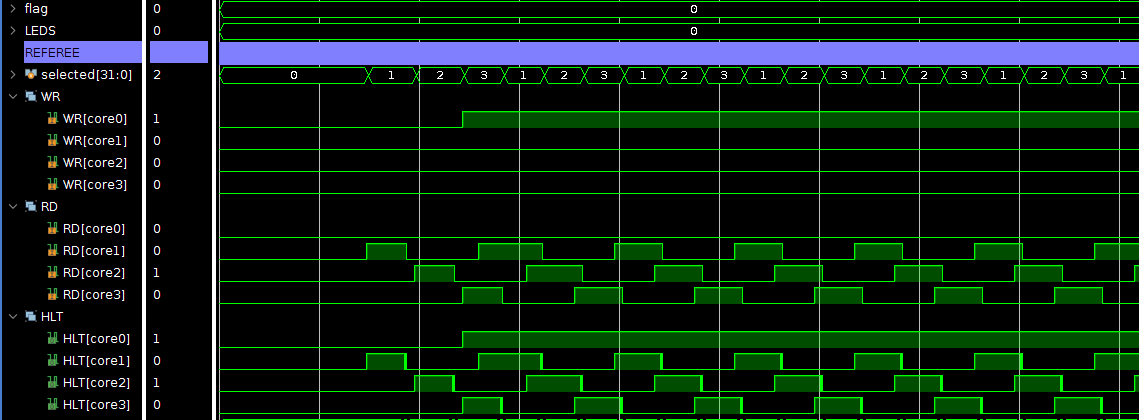 flag 0 0
LEDS 0 0
REFEREE
selected[31:0] 2 0 1 2 3 1 2 3 1 2 3 1 2 3 1 2 3 1 2 3 1
WR
WR[core0] 1
WR[core1] 0
WR[core2] 0
WR[core3] 0
RD
RD[core0] 0
RD[core1] 0
RD[core2] 1
RD[core3] 0
HLT
HLT[core0] 1
HLT[core1] 0
HLT[core2] 1
HLT[core3] 0